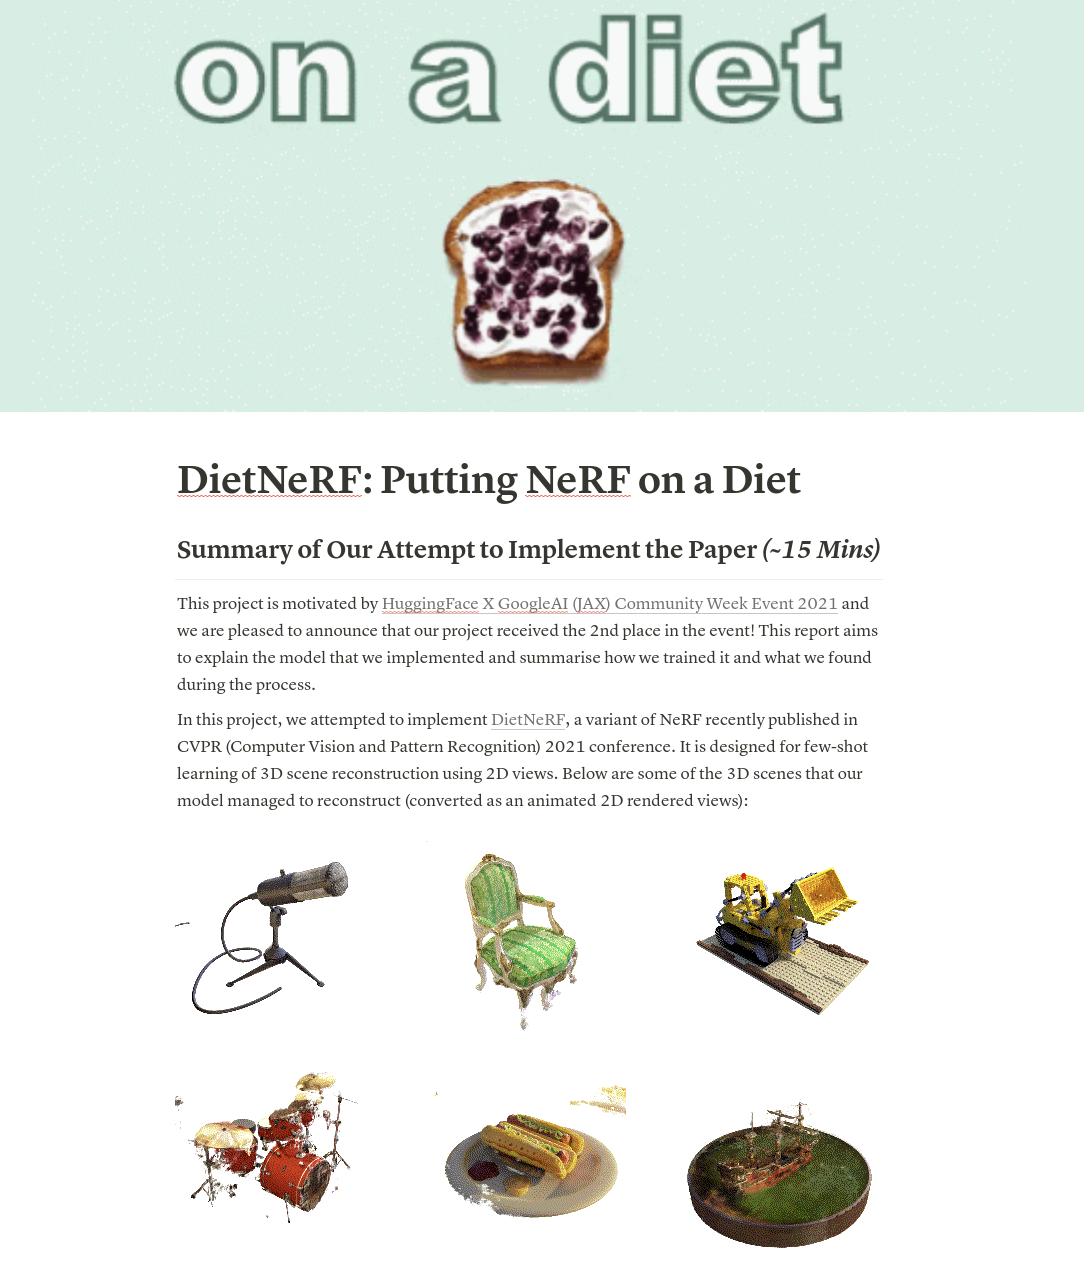 on a diet
DietNeRF: Putting NeRF on a Diet
Summary of Our Attempt to Implement the Paper (~15 Mins)
This project is motivated by HuggingFace X GoogleAI (JAX) Community Week Event 2021 and
we are pleased to announce that our project received the 2nd place in the event! This report aims
to explain the model that we implemented and summarise how we trained it and what we found
during the process.
In this project, we attempted to implement DietNeRF, a variant of NeRF recently published in
CVPR (Computer Vision and Pattern Recognition) 2021 conference. It is designed for few-shot
learning of 3D scene reconstruction using 2D views. Below are some of the 3D scenes that our
model managed to reconstruct (converted as an animated 2D rendered views):